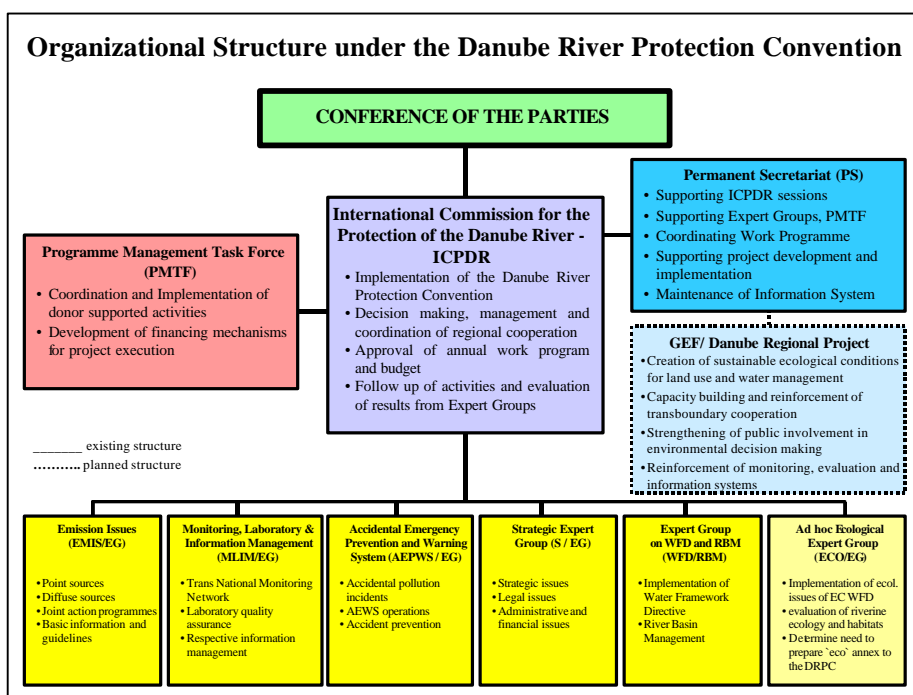 Organizational Structure under the Danube River Protection Convention
CONFERENCE OF THE PARTIES
Permanent Secretariat (PS)
• Supporting ICPDR sessions
• Supporting Expert Groups, PMTF
• Coordinating Work Programme
• Supporting project development and
implementation
• Maintenance of Information System
International Commission for the
Protection of the Danube River -
ICPDR
• Implementation of the Danube River
Protection Convention
• Decision making, management and
coordination of regional cooperation
• Approval of annual work program
and budget
• Follow up of activities and evaluation
of results from Expert Groups
Programme Management Task Force
(PMTF)
• Coordination and Implementation of
donor supported activities
• Development of financing mechanisms
for project execution
GEF/ Danube Regional Project
• Creation of sustainable ecological conditions
for land use and water management
• Capacity building and reinforcement of
transboundary cooperation
• Strengthening of public involvement in
environmental decision making
• Reinforcement of monitoring, evaluation and
information systems
_______ existing structure
........... planned structure
Emission Issues
(EMIS/EG)
• Point sources
• Diffuse sources
• Joint action programmes
• Basic information and
guidelines
Monitoring, Laboratory &
Information Management
(MLIM/EG)
• Trans National Monitoring
Network
• Laboratory quality
assurance
• Respective information
management
Accidental Emergency
Prevention and Warning
System (AEPWS / EG)
• Accidental pollution
incidents
• AEWS operations
• Accident prevention
Strategic Expert
Group (S / EG)
• Strategic issues
• Legal issues
• Administrative and
financial issues
Expert Group
on WFD and RBM
(WFD/RBM)
• Implementation of
Water Framework
Directive
• River Basin
Management
Ad hoc Ecological
Expert Group
(ECO/EG)
• Implementation of ecol.
issues of EC WFD
• evaluation of riverine
ecology and habitats
• Determine need to
prepare `eco` annex to
the DRPC